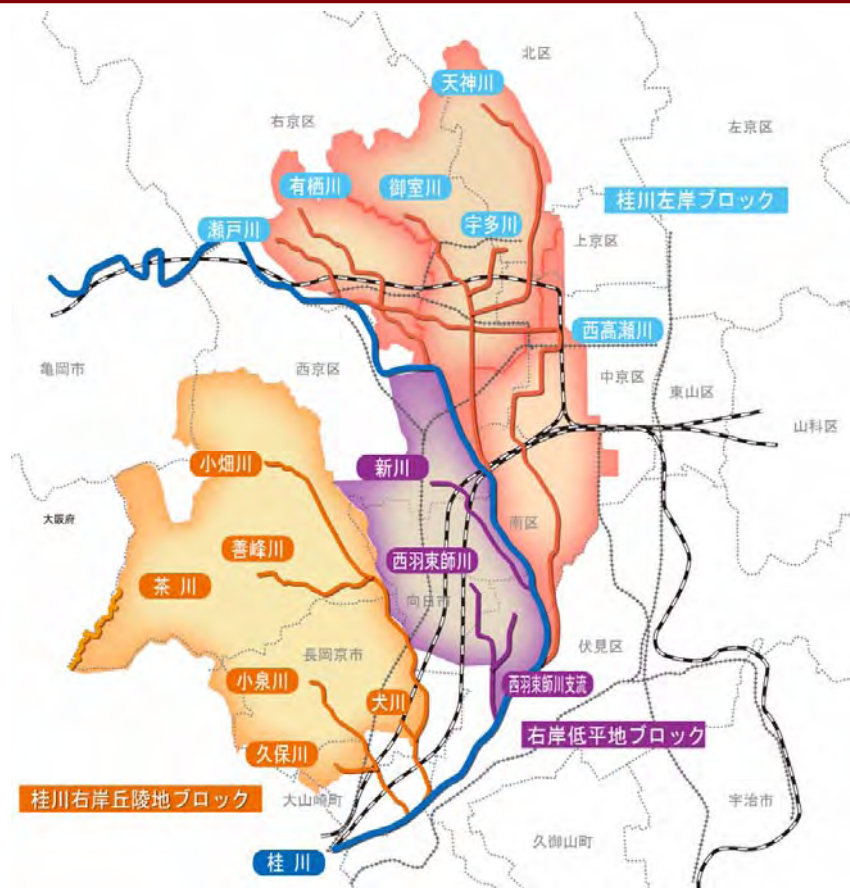 北区
天神川
右京区
左京区
有栖川
御室川
桂川左岸ブロック
瀬戸川
宇多川
上京区
西高瀬川
亀岡市
西京区
中京区
東山区
山科区
小畑川
新川
大阪府
南区
善峰川
西羽束師川
茶川
向日市
伏見区
長岡京市
小泉川
犬川
西羽束師川支流
右岸低平地ブロック
久保川
桂川右岸丘陵地ブロック
大山崎町
宇治市
久御山町
桂川